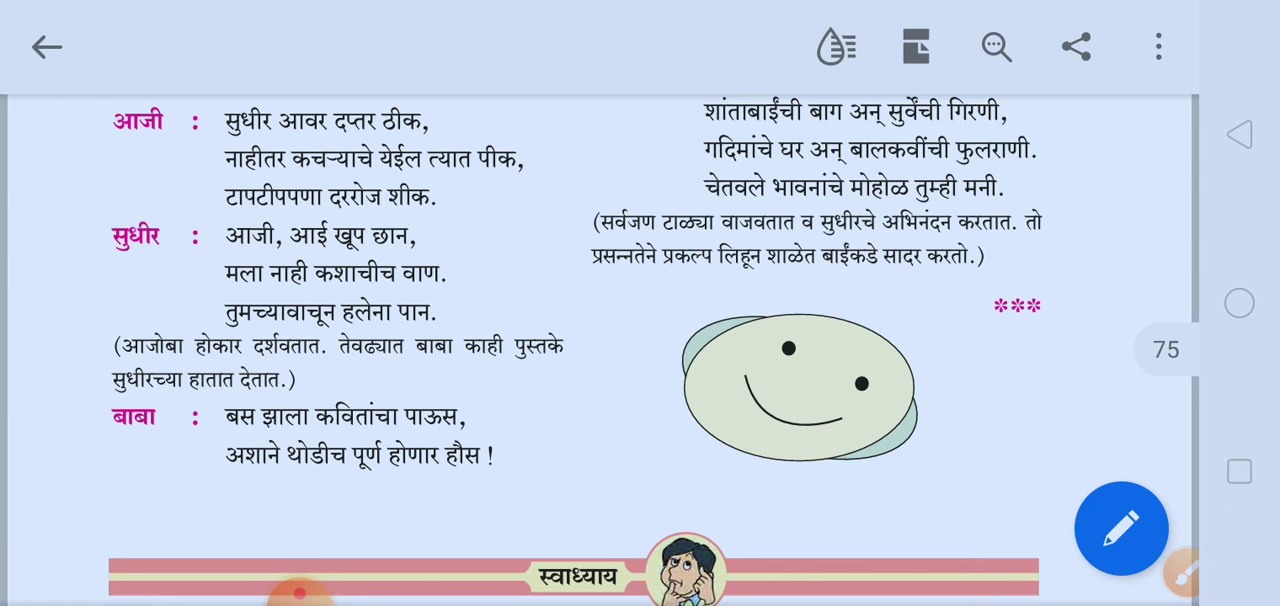 आजी : सुधीर आवर दप्तर ठीक,
नाहीतर कचऱ्याचे येईल त्यात पीक,
टापटीपपणा दररोज शीक.
सुधीर : आजी, आई खूप छान,
मला नाही कशाचीच वाण.
तुमच्यावाचून हलेना पान.
(आजोबा होकार दर्शवतात. तेवढ्यात बाबा काही पुस्तके
सुधीरच्या हातात देतात.)
बाबा : बस झाला कवितांचा पाऊस,
अशाने थोडीच पूर्ण होणार हौस !
शांताबाईंची बाग अन् सुर्वेंची गिरणी,
गदिमांचे घर अन् बालकवींची फुलराणी.
चेतवले भावनांचे मोहोळ तुम्ही मनी.
(सर्वजण टाळ्या वाजवतात व सुधीरचे अभिनंदन करतात. तो
प्रसन्नतेने प्रकल्प लिहून शाळेत बाईंकडे सादर करतो.)
***
75
स्वाध्याय